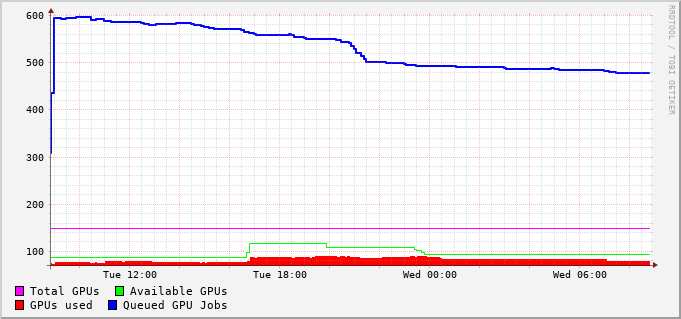 600
500
400
300
200
100
Tue 12:00 Tue 18:00 Wed 00:00 Wed 06:00
Total GPUs Available GPUs
GPUs used Queued GPU Jobs
RRDTOOL / TOBI OETIKER